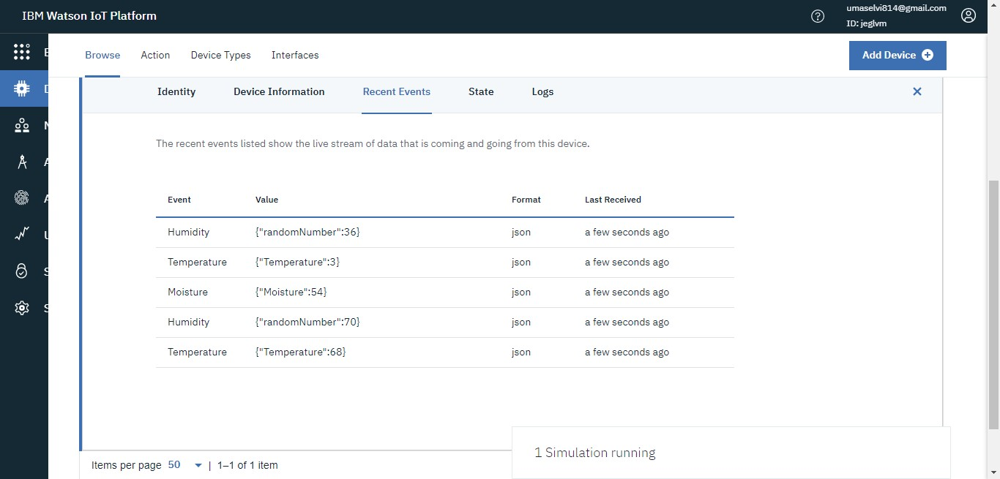 IBM Watson IoT Platform
umaselvi814@gmail.com
ID: jeglvm
Browse Action Device Types Interfaces
Add Device
Identity Device Information Recent Events State Logs
The recent events listed show the live stream of data that is coming and going from this device.
Event Value Format Last Received
Humidity {"randomNumber":36} json a few seconds ago
Temperature {"Temperature":3} json a few seconds ago
Moisture {"Moisture":54} json a few seconds ago
Humidity {"randomNumber":70} json a few seconds ago
Temperature {"Temperature":68} json a few seconds ago
1 Simulation running
Items per page 50 | 1–1 of 1 item